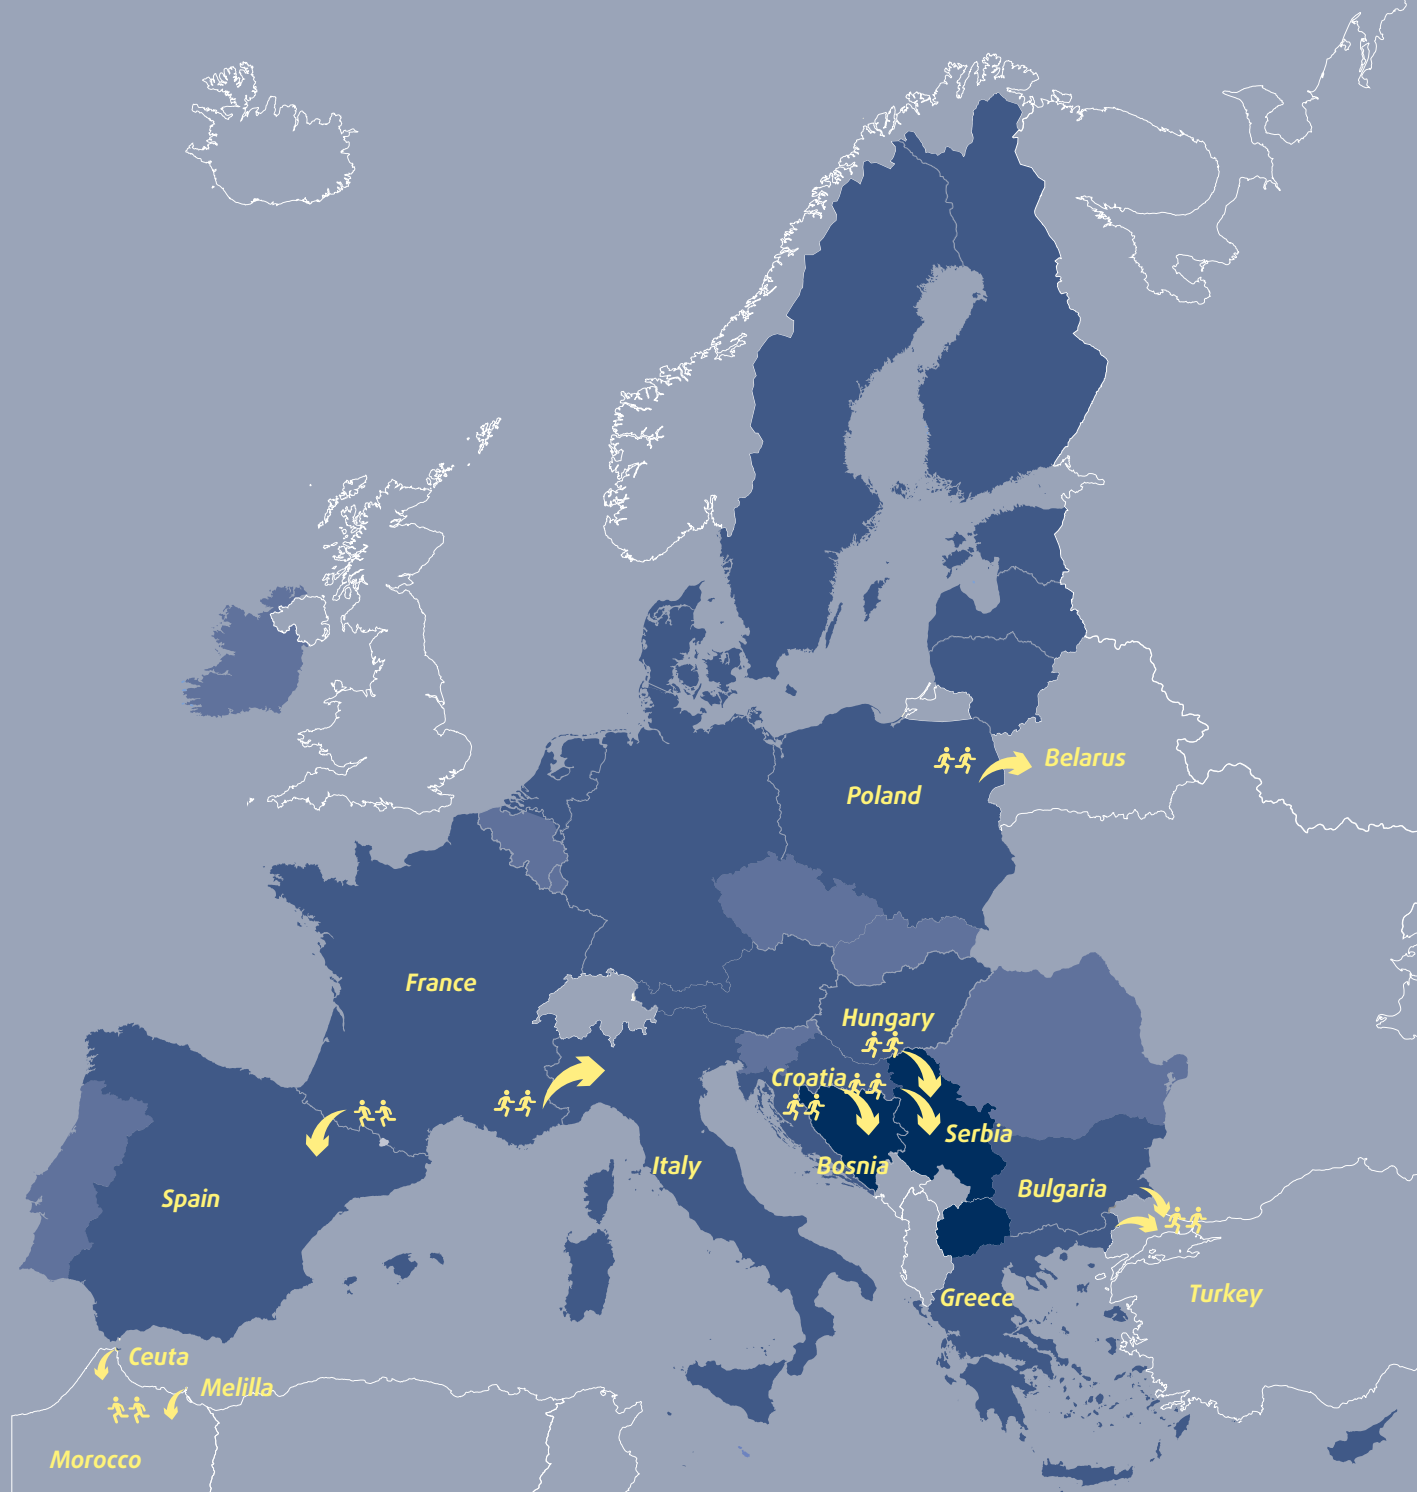 Belarus
Poland
France
Hungary
Croatia
Serbia
Italy
Bosnia
Spain
Bulgaria
Greece
Turkey
Ceuta
Melilla
Morocco